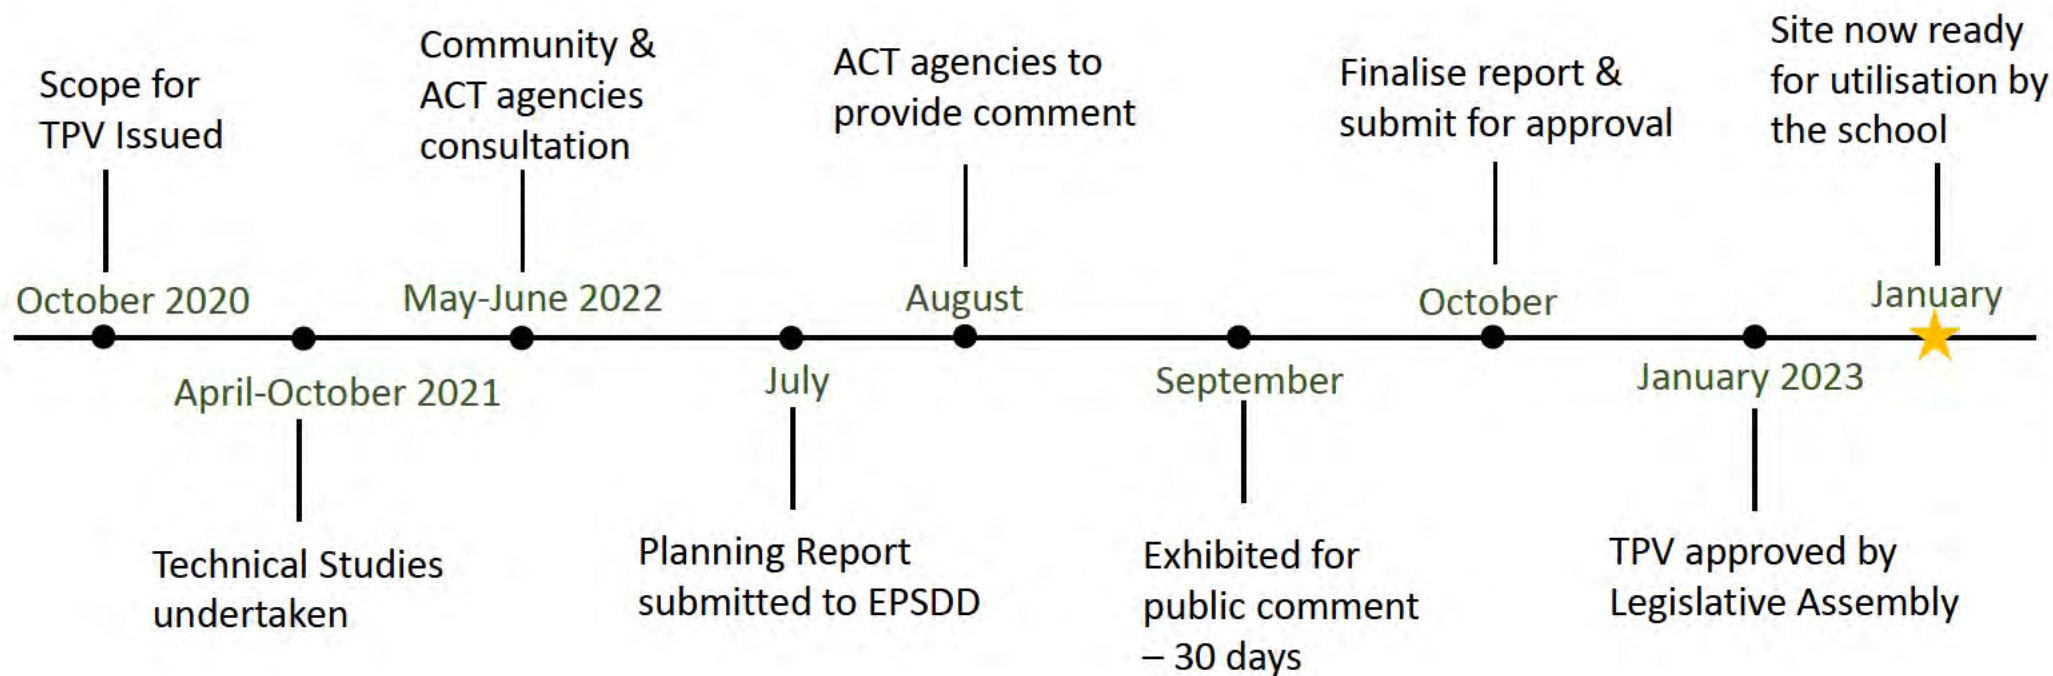 Scope for
TPV Issued
October 2020
April-October 2021
Technical Studies
undertaken
Community &
ACT agencies
consultation
May-June 2022
July
Planning Report
submitted to EPSDD
ACT agencies to
provide comment
August
September
Exhibited for
public comment
– 30 days
Finalise report &
submit for approval
October
January 2023
TPV approved by
Legislative Assembly
Site now ready
for utilisation by
the school
January